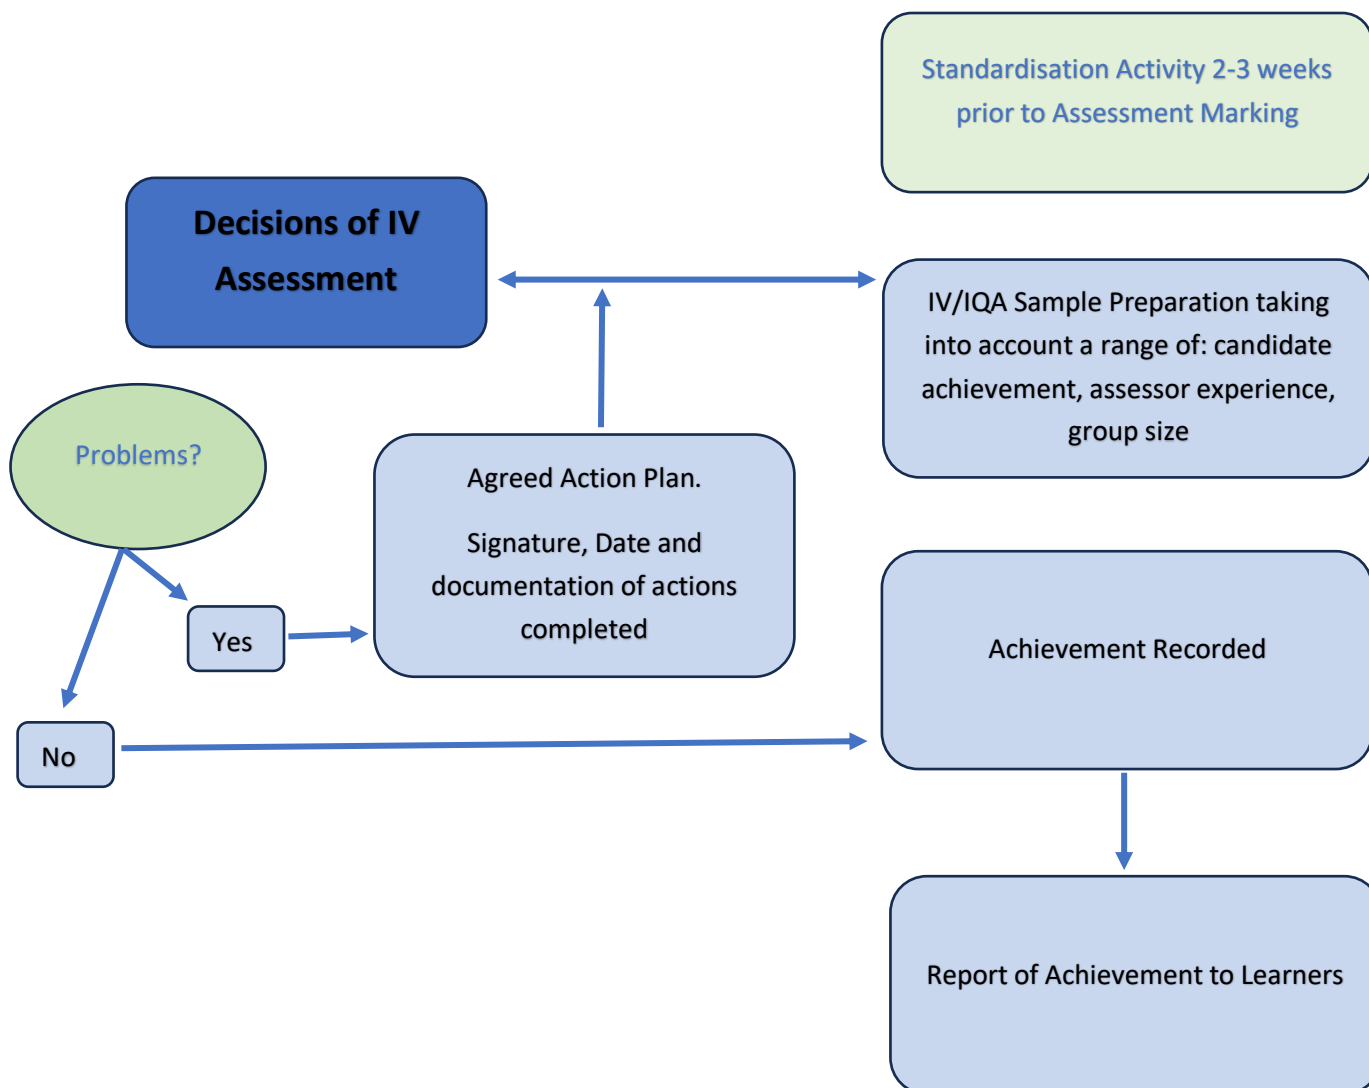 Standardisation Activity 2-3 weeks
prior to Assessment Marking
Decisions of IV
Assessment
IV/IQA Sample Preparation taking
into account a range of: candidate
achievement, assessor experience,
group size
Problems?
Agreed Action Plan.
Signature, Date and
documentation of actions
completed
Yes
Achievement Recorded
No
Report of Achievement to Learners